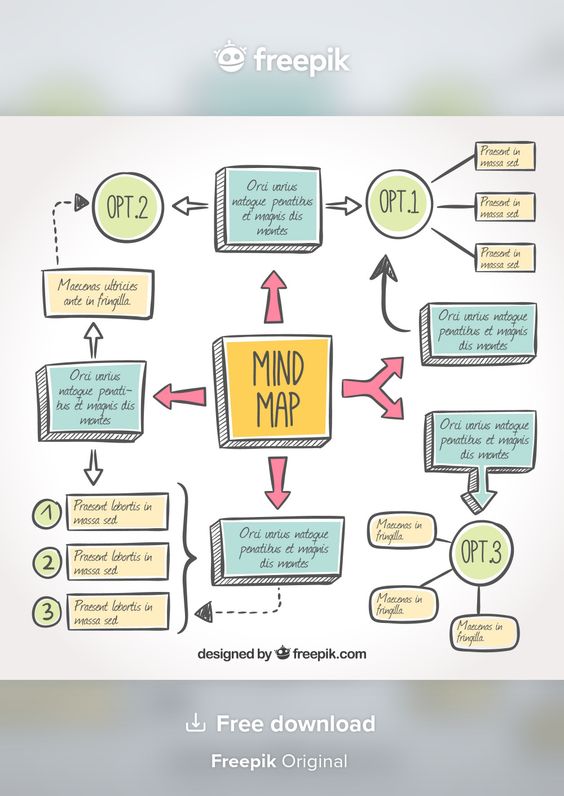 freepik
OPT.2
Orci varius
natoque penatibus
et magnis dis
montes
OPT.1
Praesent in
massa sed
Praesent in
massa sed
Praesent in
massa sed
Maecenas ultricies
ante in fringilla.
Orci varius natoque
penatibus et magnis
dis montes
Orci varius
natoque penati-
bus et magnis dis
montes
MIND
MAP
Orci varius natoque
penatibus et magnis
dis montes
1 Praesent lobortis in
massa sed
2 Praesent lobortis in
massa sed
3 Praesent lobortis in
massa sed
Orci varius natoque
penatibus et magnis
dis montes
Maecenas in
fringilla.
OPT.3
Maecenas in
fringilla.
Maecenas in
fringilla.
designed by freepik.com
Free download
Freepik Original